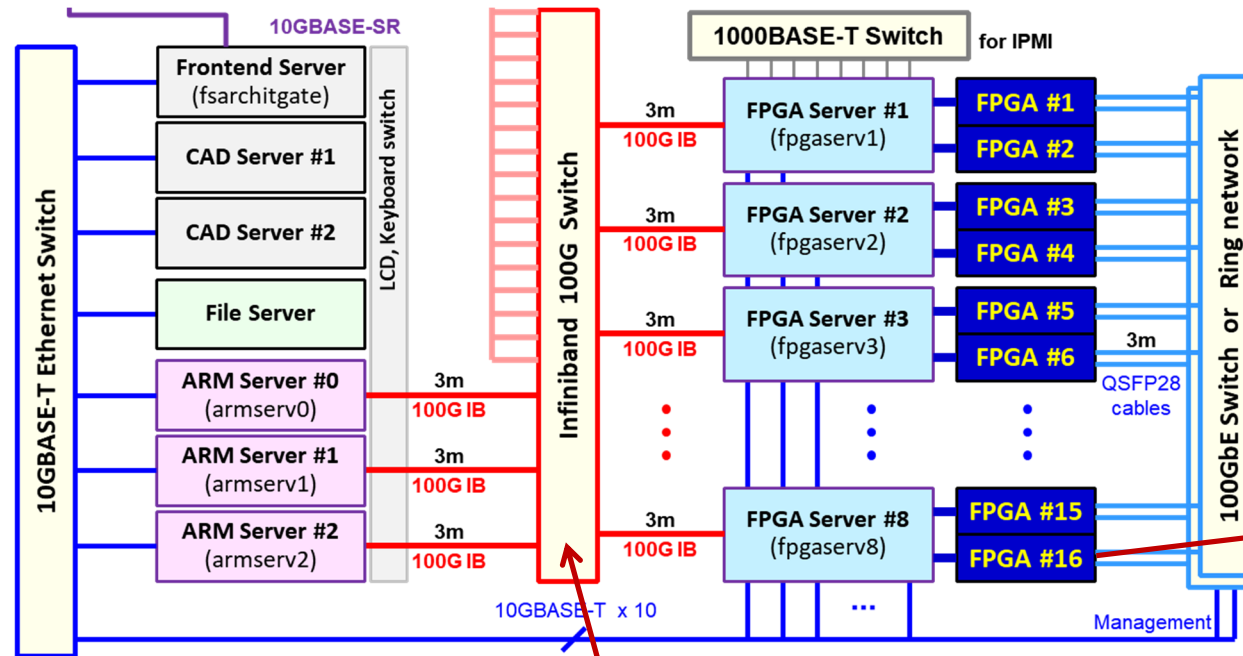 10GBASE-SR
10GBASE-T Ethernet Switch
Frontend Server
(fsarchitgate)
CAD Server #1
CAD Server #2
File Server
ARM Server #0
(armserv0)
ARM Server #1
(armserv1)
ARM Server #2
(armserv2)
LCD, Keyboard switch
3m
100G IB
3m
100G IB
3m
100G IB
Infiniband 100G Switch
1000BASE-T Switch
for IPMI
3m
100G IB
FPGA Server #1
(fpgaserv1)
FPGA #1
FPGA #2
3m
100G IB
FPGA Server #2
(fpgaserv2)
FPGA #3
FPGA #4
3m
100G IB
FPGA Server #3
(fpgaserv3)
FPGA #5
FPGA #6
3m
QSFP28
cables
3m
100G IB
FPGA Server #8
(fpgaserv8)
FPGA #15
FPGA #16
100GbE Switch or Ring network
10GBASE-T x 10
...
Management